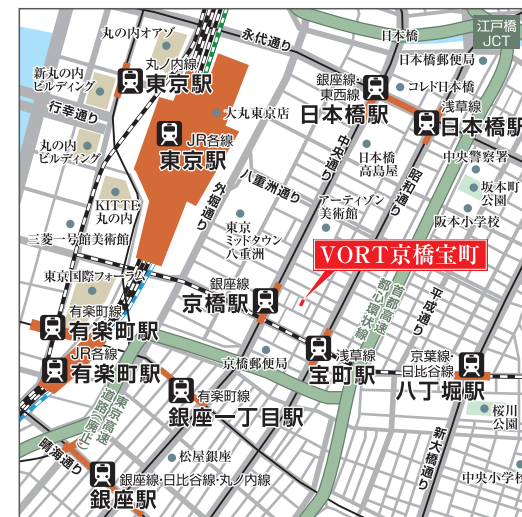 丸の内オアゾ
永代通り
日本橋
江戸橋
JCT
日本橋郵便局
新丸の内
ビルディング
丸ノ内線
東京駅
銀座線・
東西線
日本橋駅
コレド日本橋
浅草線
日本橋駅
行幸通り
大丸東京店
丸の内
ビルディング
JR各線
東京駅
中央通り
日本橋
高島屋
昭和通り
中央警察署
坂本町
公園
八重洲通り
外堀通り
KITTE
丸の内
アーティゾン
美術館
阪本小学校
三菱一号館美術館
東京
ミッドタウン
八重洲
VORT京橋宝町
東京国際フォーラム
銀座線
京橋駅
首都高速
都心環状線
平成通り
有楽町線
有楽町駅
JR各線
有楽町駅
京橋郵便局
浅草線
宝町駅
京葉線・
日比谷線
八丁堀駅
有楽町線
銀座一丁目駅
東京高速
道路(廃止)
桜川
公園
新大橋通り
晴海通り
松屋銀座
銀座線・日比谷線・丸ノ内線
銀座駅
中央小学校